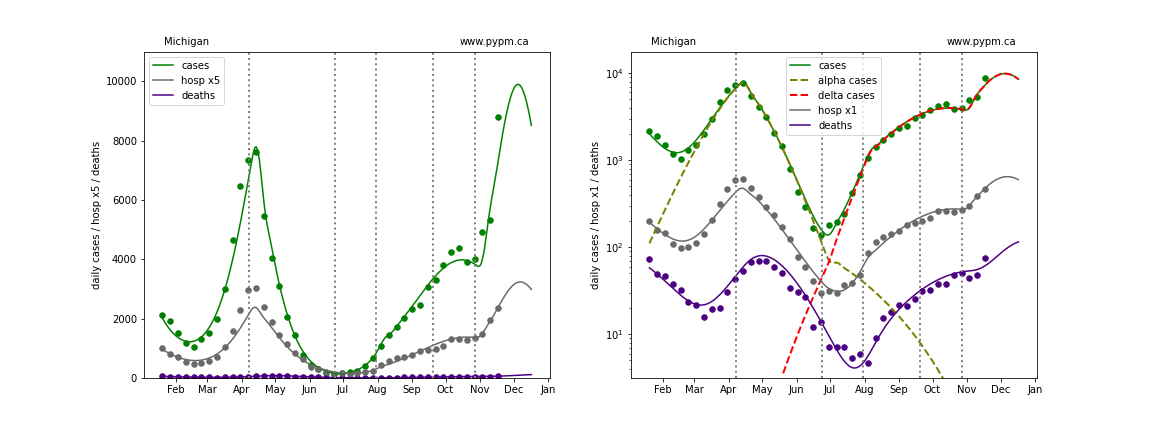 Michigan
www.pypm.ca
cases
hosp x5
deaths
daily cases / hosp x5 / deaths
10000
8000
6000
4000
2000
0
Feb Mar Apr May Jun Jul Aug Sep Oct Nov Dec Jan
Michigan
www.pypm.ca
cases
alpha cases
delta cases
hosp x1
deaths
daily cases / hosp x1 / deaths
10⁴
10³
10²
10¹
Feb Mar Apr May Jun Jul Aug Sep Oct Nov Dec Jan